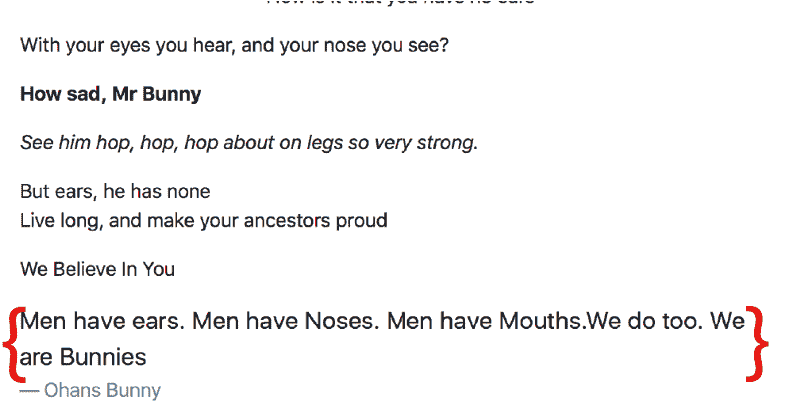 With your eyes you hear, and your nose you see?
How sad, Mr Bunny
See him hop, hop, hop about on legs so very strong.
But ears, he has none
Live long, and make your ancestors proud
We Believe In You
Men have ears. Men have Noses. Men have Mouths.We do too. We
are Bunnies
— Ohans Bunny